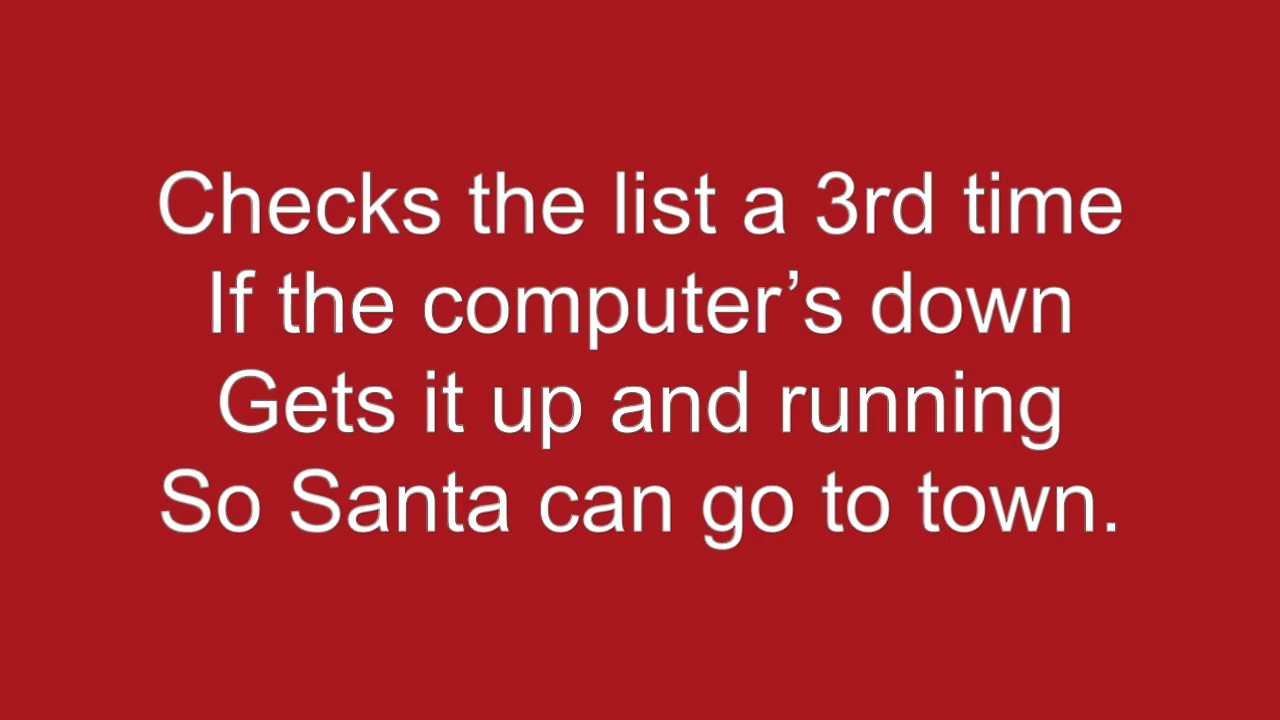 Checks the list a 3rd time
If the computer’s down
Gets it up and running
So Santa can go to town.